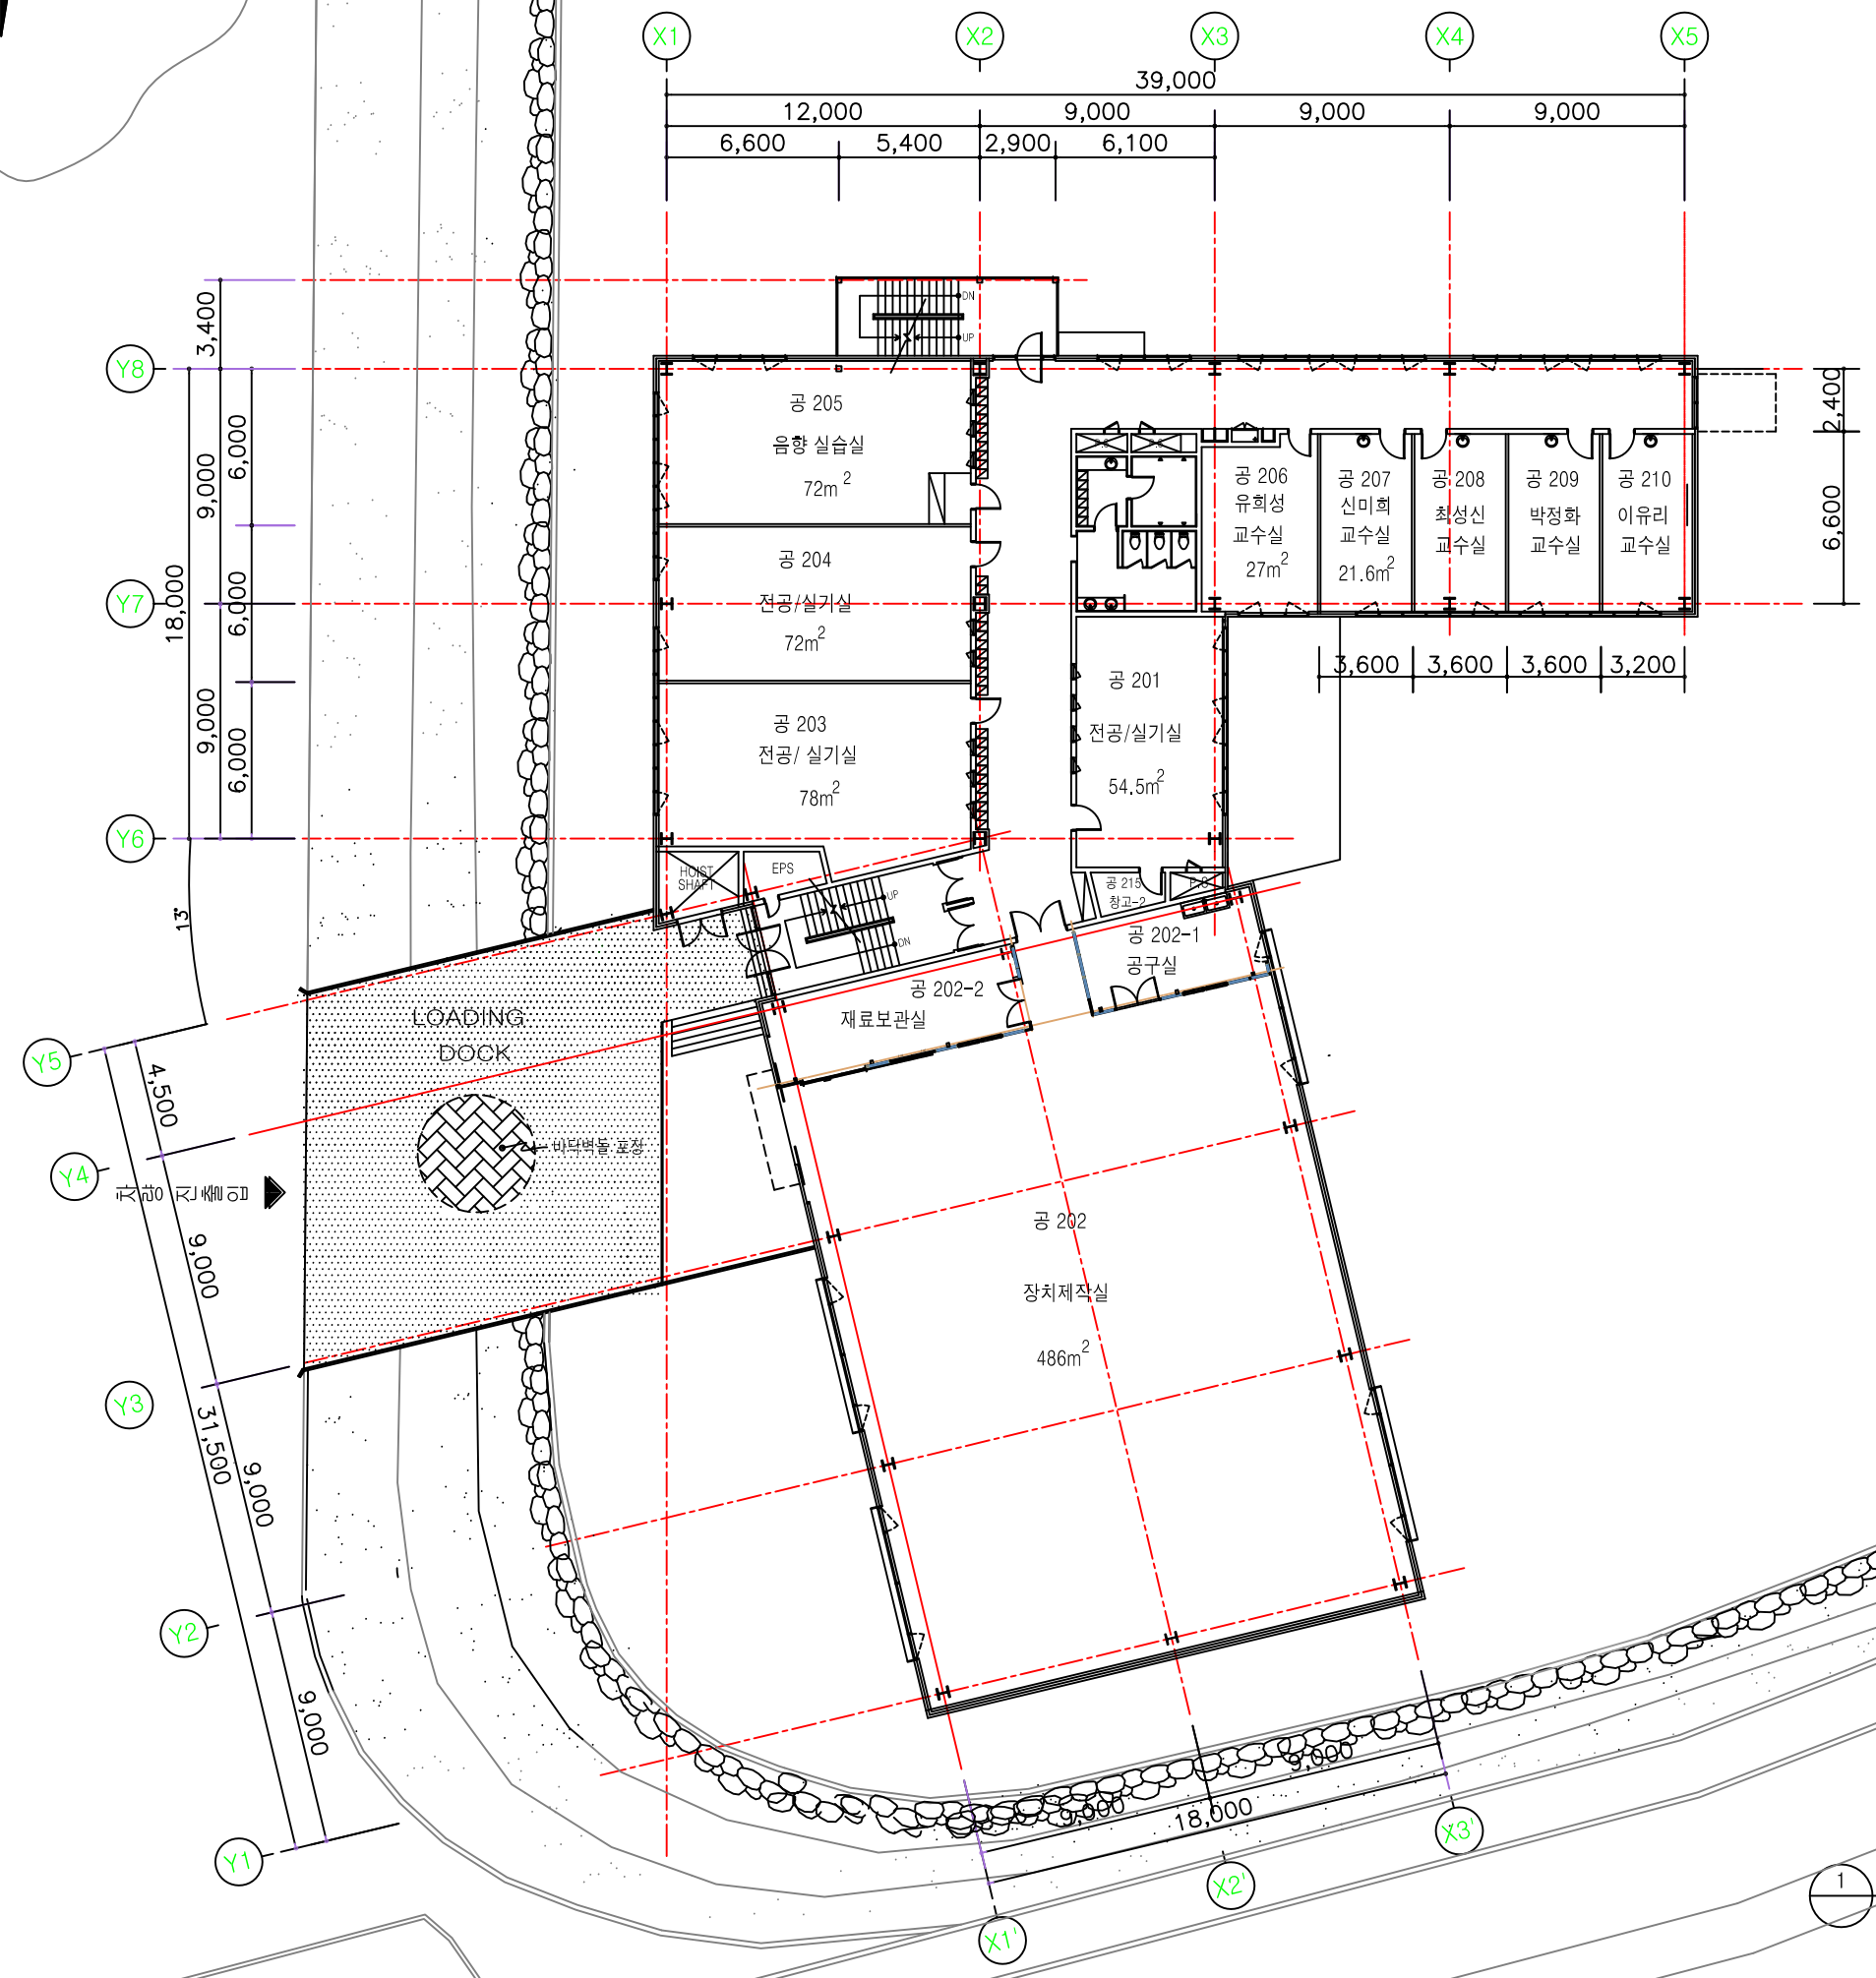 X1
X2
X3
X4
X5
39,000
12,000
9,000
9,000
9,000
6,600
5,400
2,900
6,100
3,400
DN
UP
Y8
Y7
Y6
18,000
9,000
9,000
6,000
6,000
6,000
2,400
6,600
공 205
음향 실습실
72m2
공 204
전공/실기실
72m2
공 203
전공/ 실기실
78m2
P.S
P.S
공 206
유희성
교수실
27m2
공 207
신미희
교수실
21.6m2
공 208
최성신
교수실
공 209
박정화
교수실
공 210
이유리
교수실
3,600
3,600
3,600
3,200
공 201
전공/실기실
54.5m2
HOIST
SHAFT
EPS
UP
DN
공 215
창고-2
P.S
공 202-1
공구실
공 202-2
재료보관실
13°
LOADING
DOCK
바닥벽돌 포장
차량 진출입
Y5
Y4
Y3
Y2
Y1
4,500
9,000
9,000
9,000
31,500
공 202
장치제작실
486m2
9,000
9,000
18,000
X1'
X2'
X3'
1